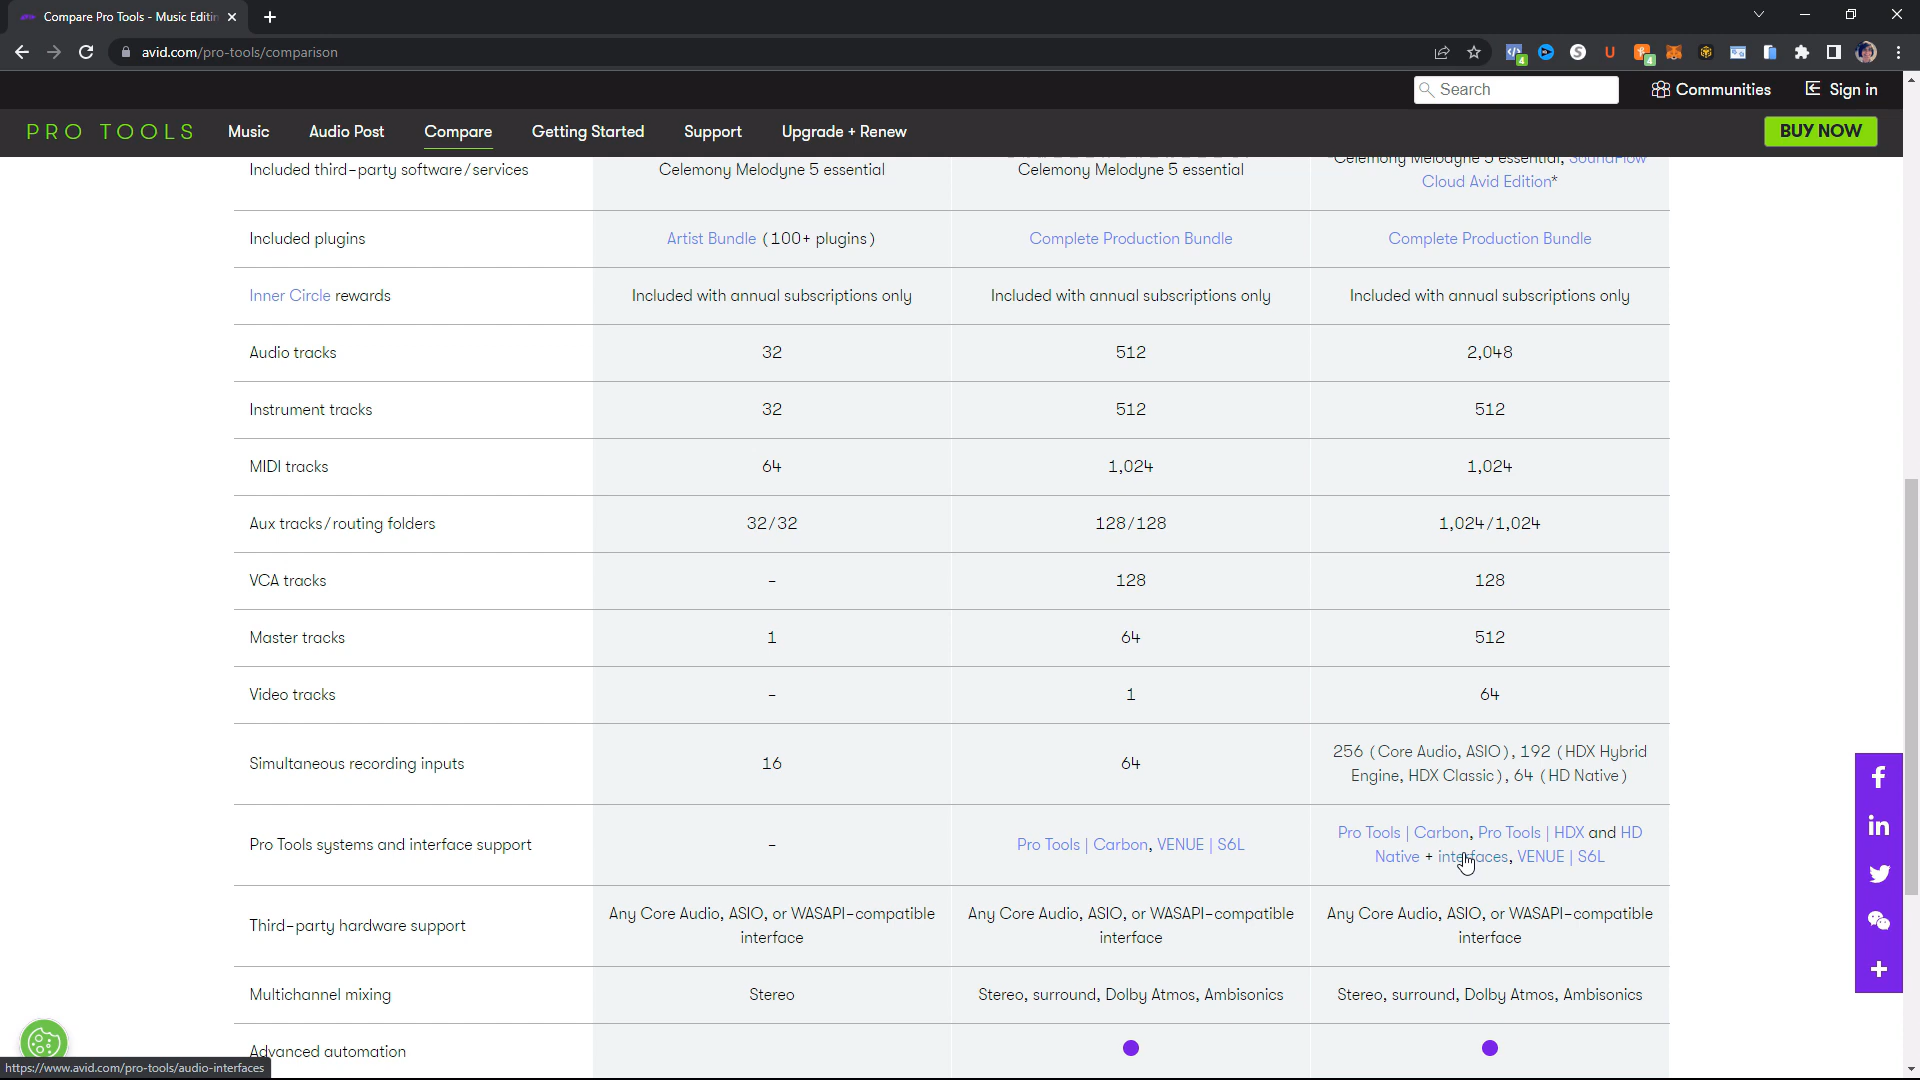 Compare Pro Tools - Music Editin
avid.com/pro-tools/comparison
4
4
Search
Communities
Sign in
PRO TOOLS
Music
Audio Post
Compare
Getting Started
Support
Upgrade + Renew
BUY NOW
Included third-party software/services
Celemony Melodyne 5 essential
Celemony Melodyne 5 essential
*Celemony Melodyne 5 essential, SoundFlow
Cloud Avid Edition*
Included plugins
Artist Bundle (100+ plugins)
Complete Production Bundle
Complete Production Bundle
Inner Circle rewards
Included with annual subscriptions only
Included with annual subscriptions only
Included with annual subscriptions only
Audio tracks
32
512
2,048
Instrument tracks
32
512
512
MIDI tracks
64
1,024
1,024
Aux tracks/routing folders
32/32
128/128
1,024/1,024
VCA tracks
-
128
128
Master tracks
1
64
512
Video tracks
-
1
64
Simultaneous recording inputs
16
64
256 (Core Audio, ASIO), 192 (HDX Hybrid
Engine, HDX Classic), 64 (HD Native)
Pro Tools systems and interface support
-
Pro Tools | Carbon, VENUE | S6L
Pro Tools | Carbon, Pro Tools | HDX and HD
Native + interfaces, VENUE | S6L
Third-party hardware support
Any Core Audio, ASIO, or WASAPI-compatible
interface
Any Core Audio, ASIO, or WASAPI-compatible
interface
Any Core Audio, ASIO, or WASAPI-compatible
interface
Multichannel mixing
Stereo
Stereo, surround, Dolby Atmos, Ambisonics
Stereo, surround, Dolby Atmos, Ambisonics
Advanced automation
https://www.avid.com/pro-tools/audio-interfaces